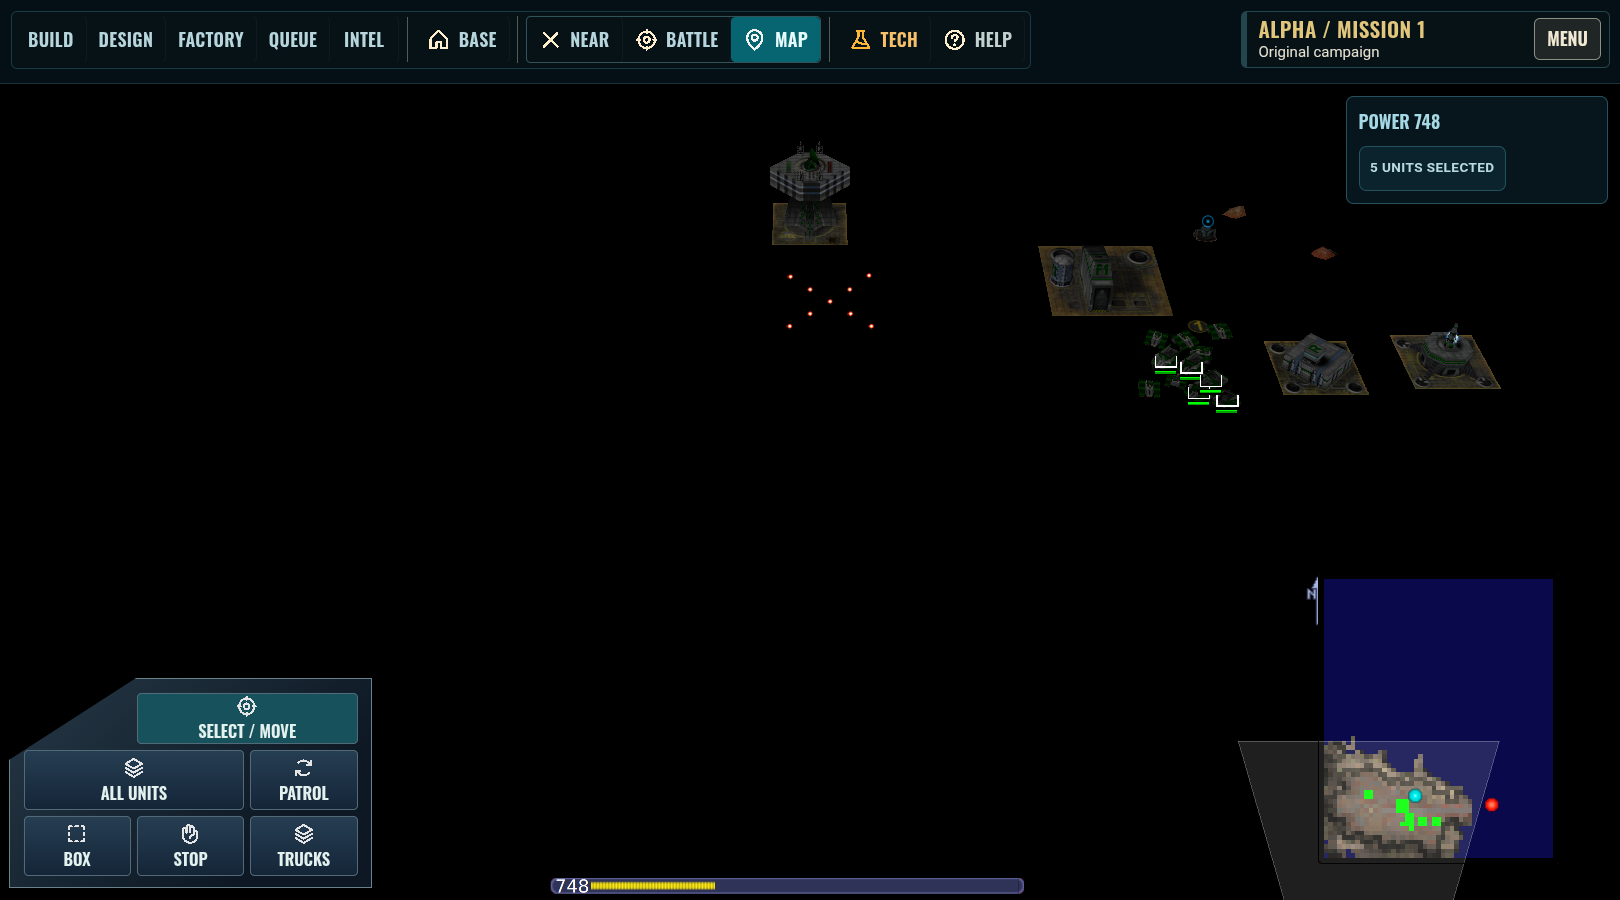 BUILD
DESIGN
FACTORY
QUEUE
INTEL
BASE
NEAR
BATTLE
MAP
TECH
HELP
ALPHA / MISSION 1
Original campaign
MENU
POWER 748
5 UNITS SELECTED
N
SELECT / MOVE
ALL UNITS
PATROL
BOX
STOP
TRUCKS
748